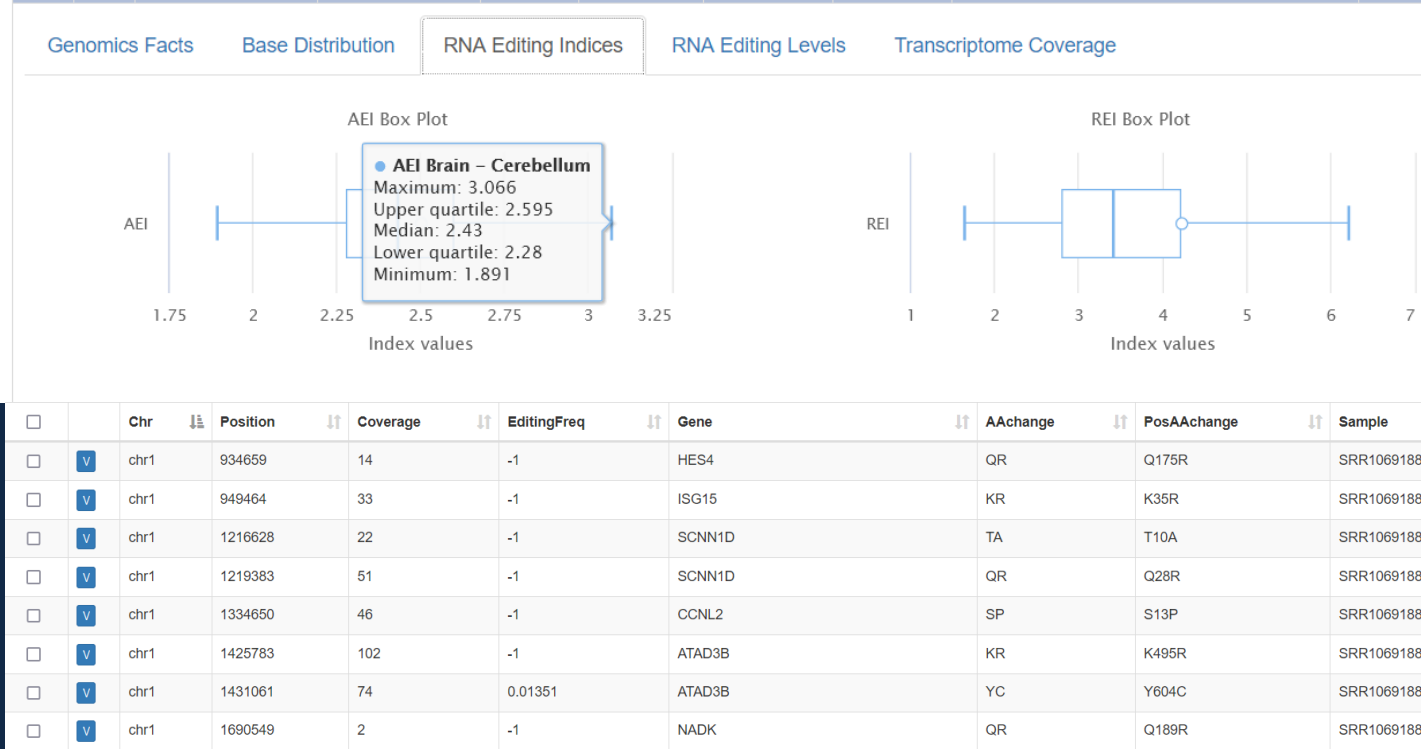 Genomics Facts Base Distribution RNA Editing Indices RNA Editing Levels Transcriptome Coverage
AEI Box Plot
AEI
AEI Brain – Cerebellum
Maximum: 3.066
Upper quartile: 2.595
Median: 2.43
Lower quartile: 2.28
Minimum: 1.891
1.75 2 2.25 2.5 2.75 3 3.25
Index values
REI Box Plot
REI
1 2 3 4 5 6 7
Index values
Chr Position Coverage EditingFreq Gene AAchange PosAAchange Sample
V chr1 934659 14 -1 HES4 QR Q175R SRR1069188
V chr1 949464 33 -1 ISG15 KR K35R SRR1069188
V chr1 1216628 22 -1 SCNN1D TA T10A SRR1069188
V chr1 1219383 51 -1 SCNN1D QR Q28R SRR1069188
V chr1 1334650 46 -1 CCNL2 SP S13P SRR1069188
V chr1 1425783 102 -1 ATAD3B KR K495R SRR1069188
V chr1 1431061 74 0.01351 ATAD3B YC Y604C SRR1069188
V chr1 1690549 2 -1 NADK QR Q189R SRR1069188